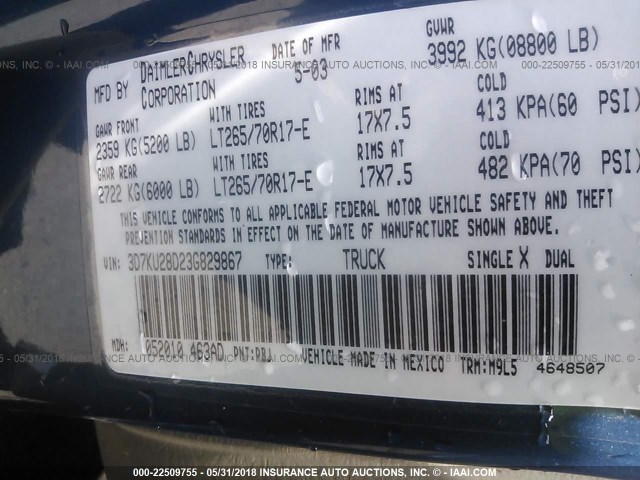 000-22509755 - 05/31/2018 INSURANCE AUTO AUCTIONS, INC. © - IAAI.COM
MFD BY DAIMLERCHRYSLER CORPORATION DATE OF MFR 5-03 GVWR 3992 KG(08800 LB)
GAWR FRONT WITH TIRES RIMS AT COLD
2359 KG(5200 LB) LT265/70R17-E 17X7.5 413 KPA(60 PSI)
GAWR REAR WITH TIRES RIMS AT COLD
2722 KG(6000 LB) LT265/70R17-E 17X7.5 482 KPA(70 PSI)
THIS VEHICLE CONFORMS TO ALL APPLICABLE FEDERAL MOTOR VEHICLE SAFETY AND THEFT
PREVENTION STANDARDS IN EFFECT ON THE DATE OF MANUFACTURE SHOWN ABOVE.
VIN: 3D7KU28D23G829867 TYPE: TRUCK SINGLE X DUAL
MDH: 052010 463AD PNT:PBJ VEHICLE MADE IN MEXICO TRM:M9L5 4648507
000-22509755 - 05/31/2018 INSURANCE AUTO AUCTIONS, INC. © - IAAI.COM